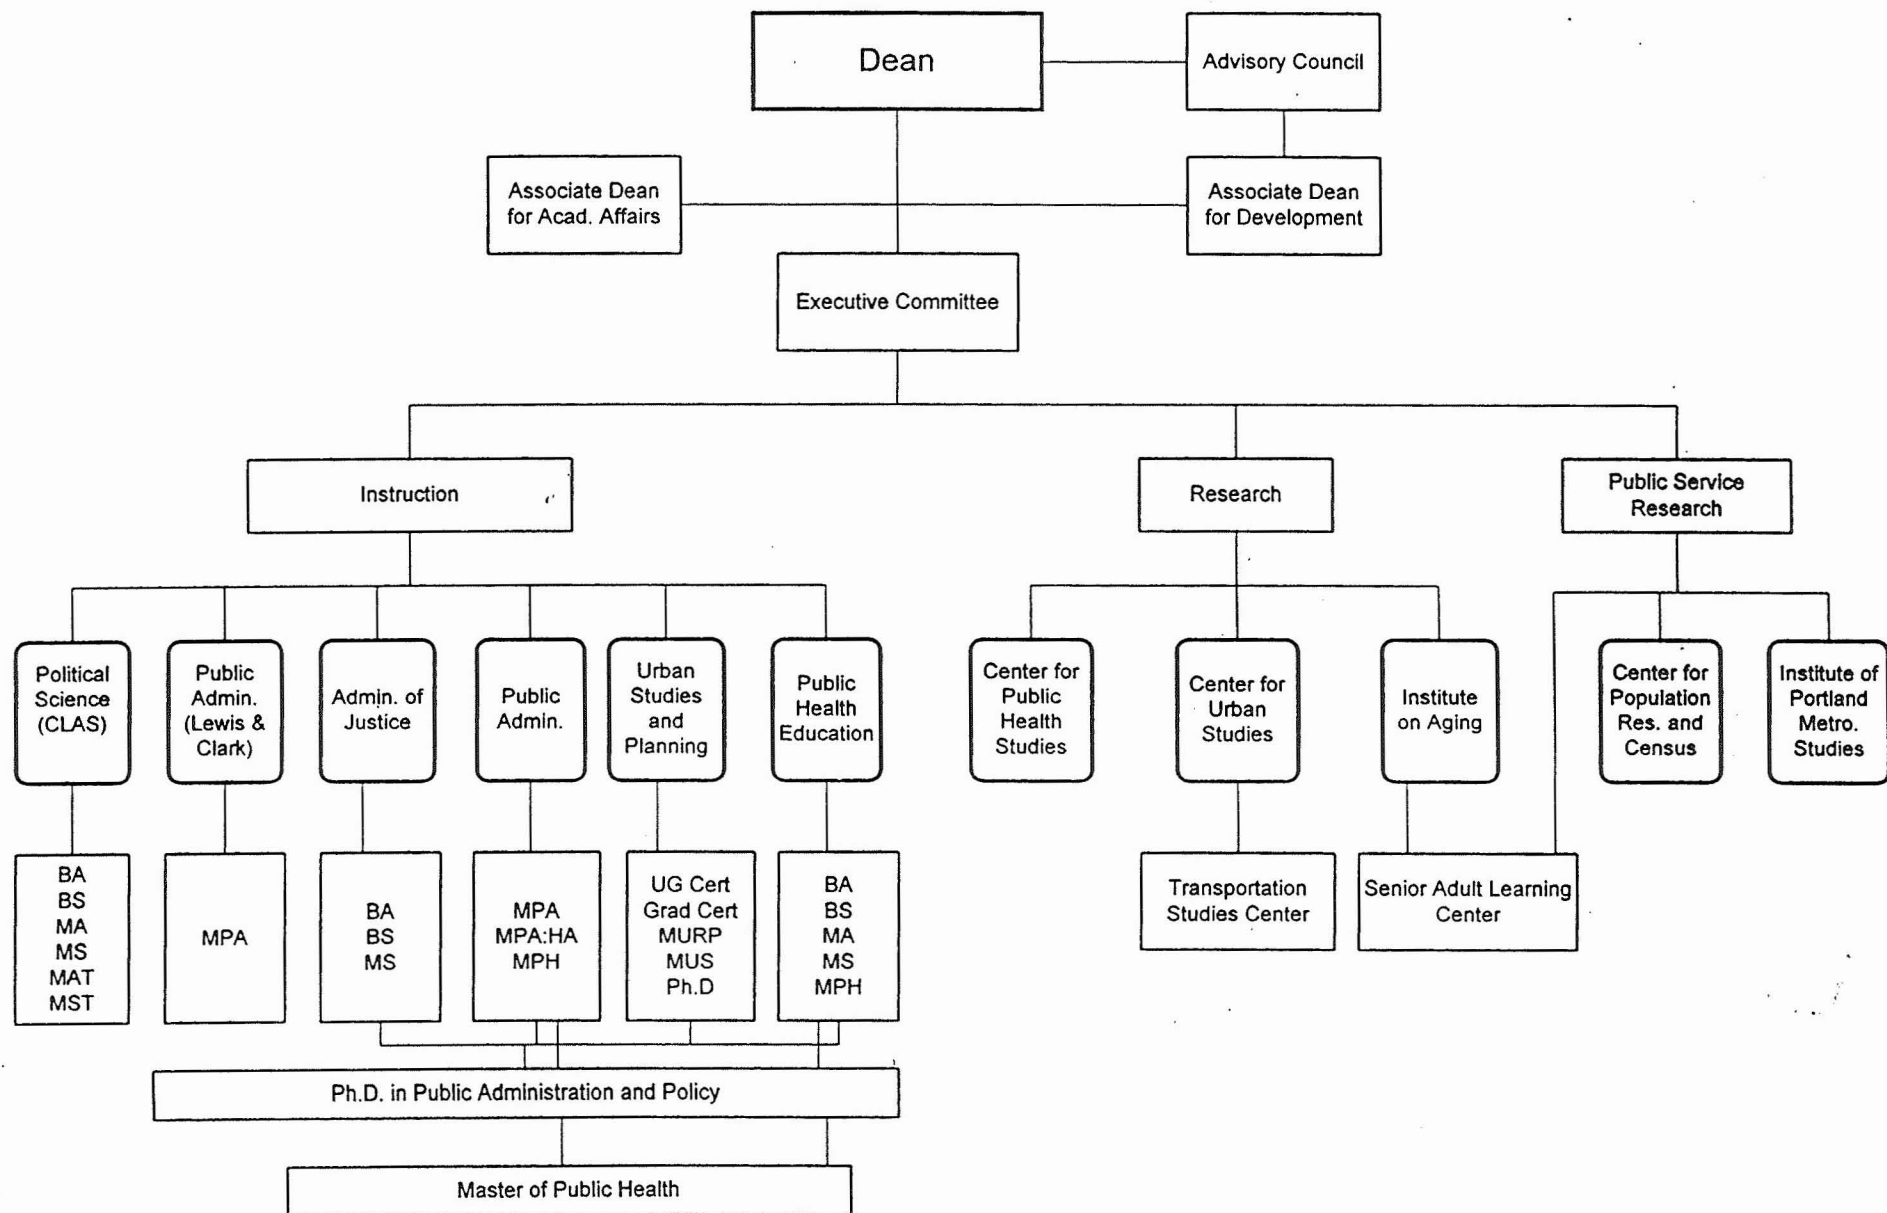 Dean
Advisory Council
Associate Dean
for Acad. Affairs
Associate Dean
for Development
Executive Committee
Instruction
Research
Public Service
Research
Political
Science
(CLAS)
Public
Admin.
(Lewis &
Clark)
Admin. of
Justice
Public
Admin.
Urban
Studies
and
Planning
Public
Health
Education
Center for
Public
Health
Studies
Center for
Urban
Studies
Institute
on Aging
Center for
Population
Res. and
Census
Institute of
Portland
Metro.
Studies
BA
BS
MA
MS
MAT
MST
MPA
BA
BS
MS
MPA
MPA:HA
MPH
UG Cert
Grad Cert
MURP
MUS
Ph.D
BA
BS
MA
MS
MPH
Transportation
Studies Center
Senior Adult Learning
Center
Ph.D. in Public Administration and Policy
Master of Public Health